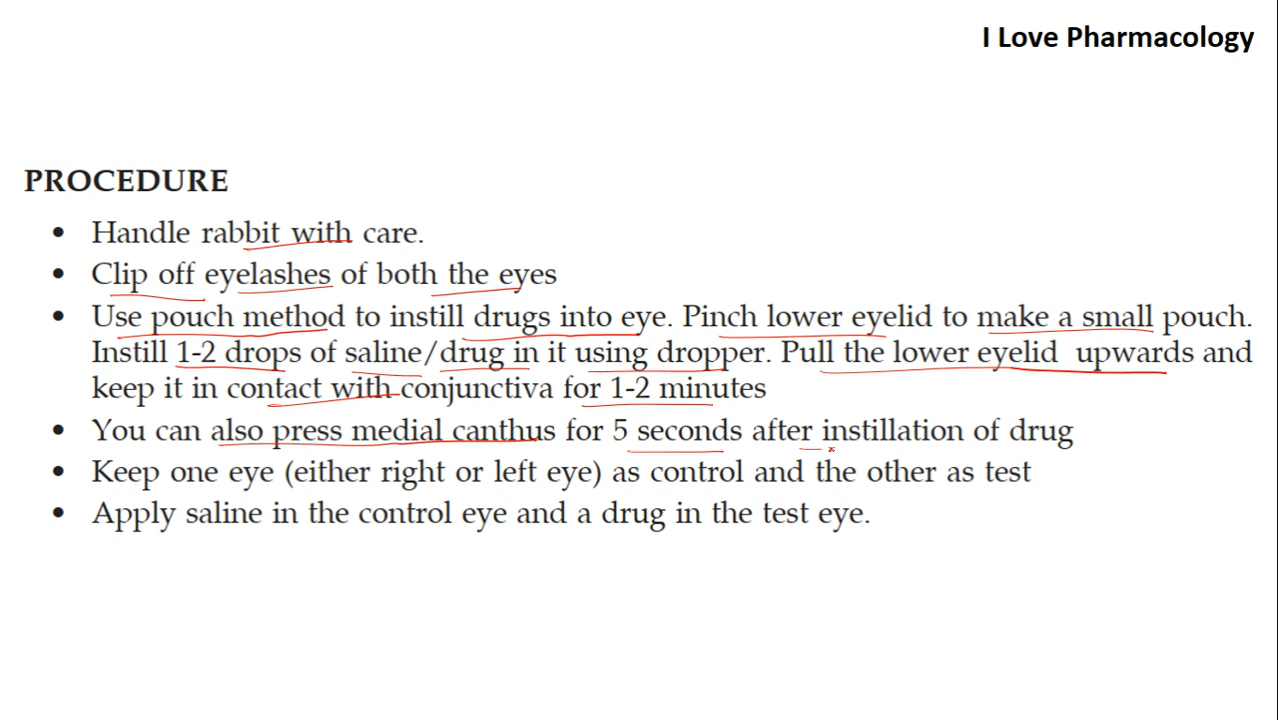 I Love Pharmacology
PROCEDURE
• Handle rabbit with care.
• Clip off eyelashes of both the eyes
• Use pouch method to instill drugs into eye. Pinch lower eyelid to make a small pouch.
Instill 1-2 drops of saline/drug in it using dropper. Pull the lower eyelid upwards and
keep it in contact with conjunctiva for 1-2 minutes
• You can also press medial canthus for 5 seconds after instillation of drug
• Keep one eye (either right or left eye) as control and the other as test
• Apply saline in the control eye and a drug in the test eye.